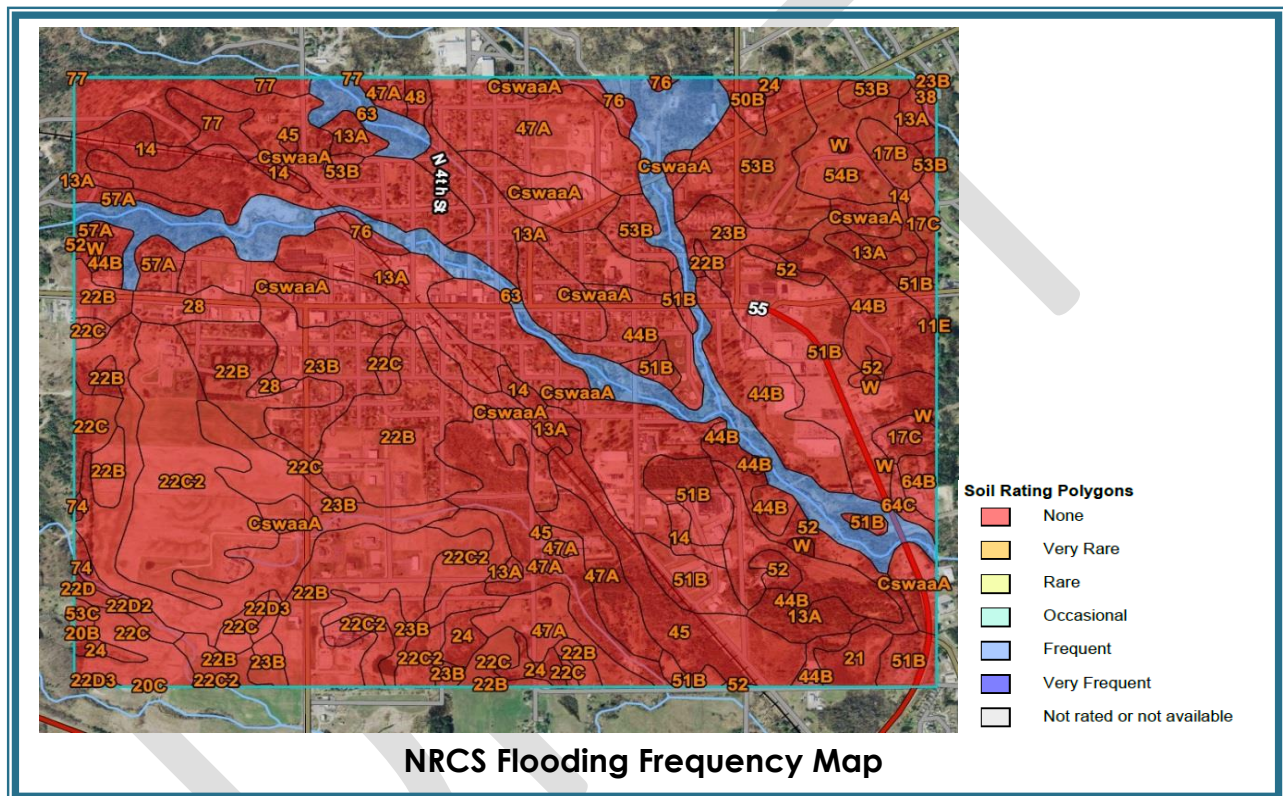 77 77 77 CswaaA 76 24 23B
47A 48 76 50B 53B 38
77 63 47A 13A
45 13A W 17B
14 CswaaA CswaaA 53B
14 53B 53B 54B
13A N 4th St CswaaA 14
57A CswaaA 17C
57A 76 13A 53B 23B
52 W 13A
44B 57A 13A 22B 52
CswaaA CswaaA 51B
22B 28 63 51B 44B
55
22C 44B 11E
51B
22B 22B 23B 22C 51B 52
28 14 CswaaA 44B W
CswaaA W
22C 13A
22B 44B 17C
22B 22C 44B W
22C2 51B 64B
74 23B 44B 64C
CswaaA 52 51B
45 14 W
47A
22C2 47A
74 13A 47A 51B 52 CswaaA
22D 22B
22D2 22D3 44B
53C 22C2 13A
20B 22C 22C 23B 24 47A 45
24 22B 23B 22C2 22C 22B 21 51B
23B 24 22C 44B
22D3 20C 22C2 22B 51B 52
Soil Rating Polygons
None
Very Rare
Rare
Occasional
Frequent
Very Frequent
Not rated or not available
NRCS Flooding Frequency Map